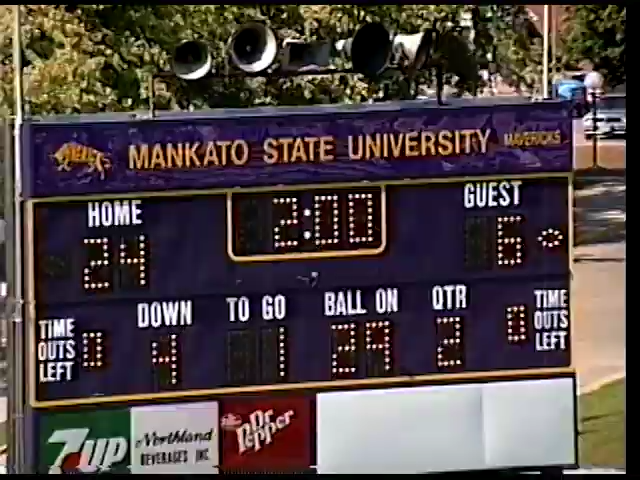 MANKATO STATE UNIVERSITY MAVERICKS
HOME 2:00 GUEST
24 6
DOWN TO GO BALL ON QTR
TIME OUTS LEFT 0 4 1 29 2 0 TIME OUTS LEFT
7UP Northland BEVERAGES INC. Dr Pepper